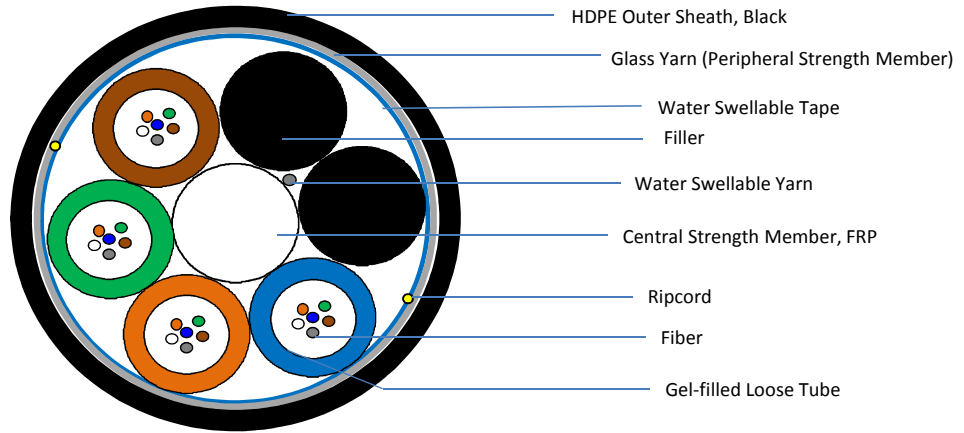 HDPE Outer Sheath, Black
Glass Yarn (Peripheral Strength Member)
Water Swellable Tape
Filler
Water Swellable Yarn
Central Strength Member, FRP
Ripcord
Fiber
Gel-filled Loose Tube